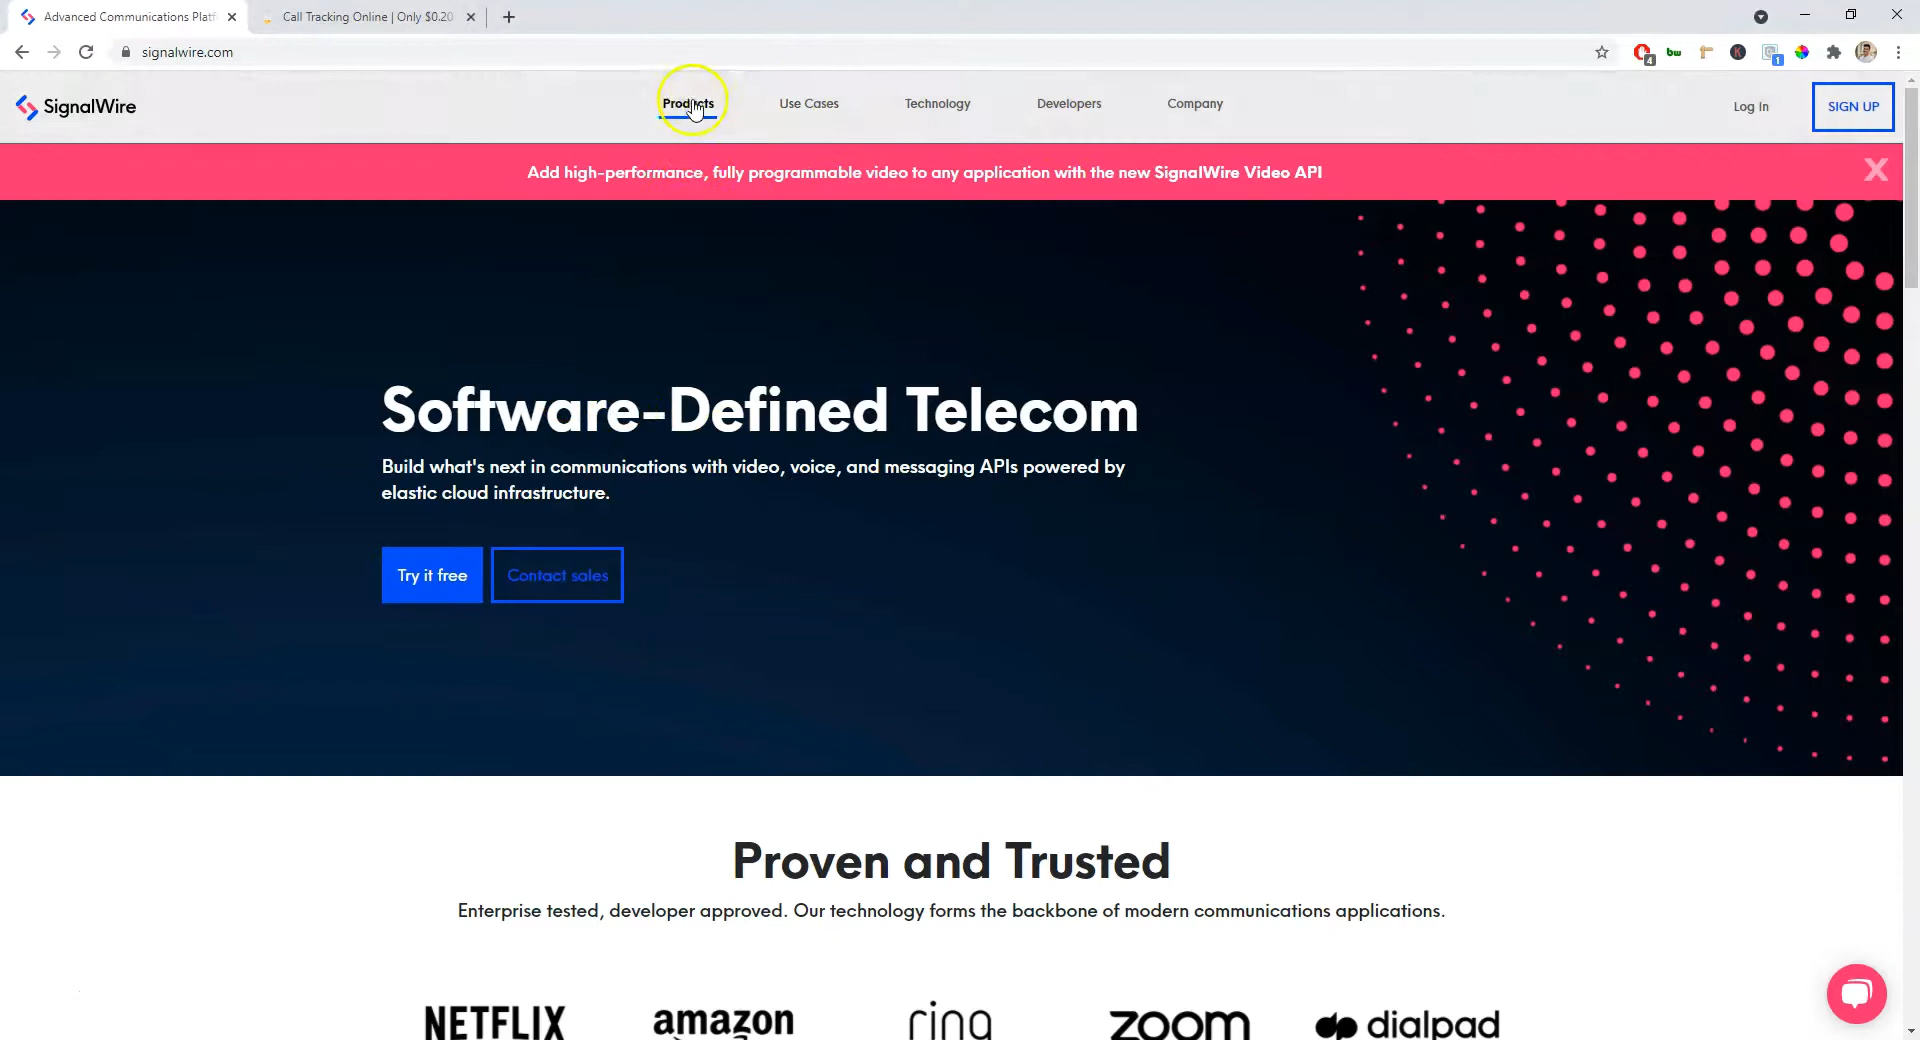 Advanced Communications Platf
Call Tracking Online | Only $0.20
signalwire.com
4
bw
K
1
SignalWire
Products
Use Cases
Technology
Developers
Company
Log In
SIGN UP
Add high-performance, fully programmable video to any application with the new SignalWire Video API
X
Software-Defined Telecom
Build what's next in communications with video, voice, and messaging APIs powered by
elastic cloud infrastructure.
Try it free
Contact sales
Proven and Trusted
Enterprise tested, developer approved. Our technology forms the backbone of modern communications applications.
NETFLIX
amazon
ring
zoom
dialpad